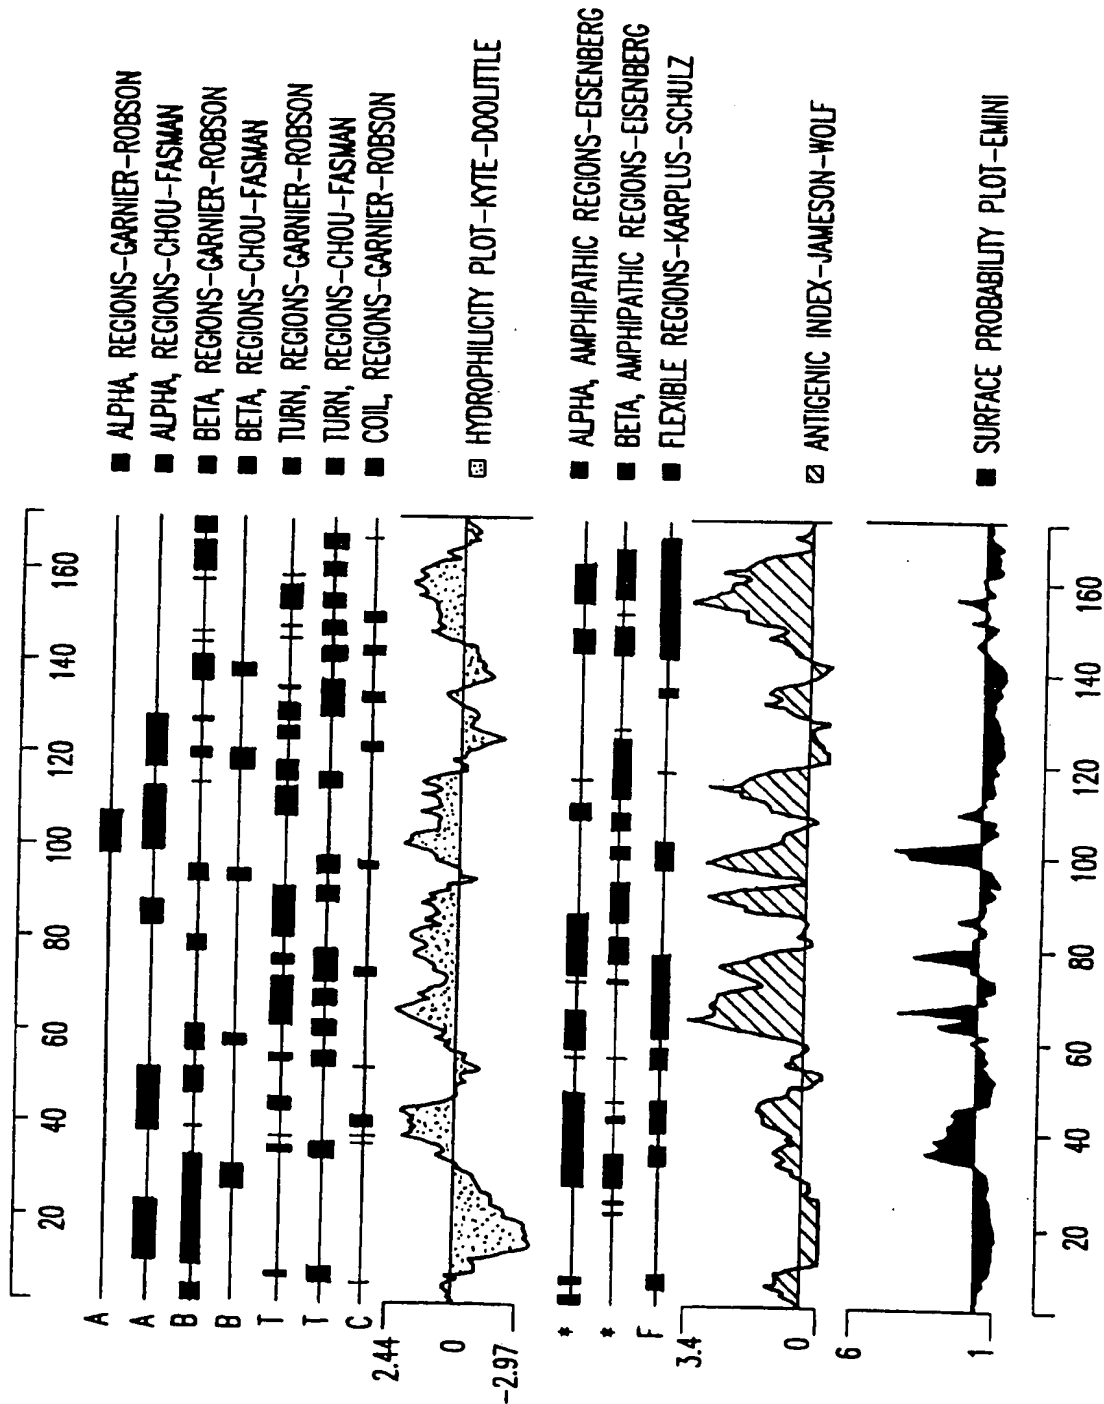 20 40 60 80 100 120 140 160
A ■ ALPHA, REGIONS-GARNIER-ROBSON
A ■ ALPHA, REGIONS-CHOU-FASMAN
B ■ BETA, REGIONS-GARNIER-ROBSON
B ■ BETA, REGIONS-CHOU-FASMAN
T ■ TURN, REGIONS-GARNIER-ROBSON
T ■ TURN, REGIONS-CHOU-FASMAN
C ■ COIL, REGIONS-GARNIER-ROBSON
2.44
0 HYDROPHILICITY PLOT-KYTE-DOOLITTLE
-2.97
* ■ ALPHA, AMPHIPATHIC REGIONS-EISENBERG
* ■ BETA, AMPHIPATHIC REGIONS-EISENBERG
F ■ FLEXIBLE REGIONS-KARPLUS-SCHULZ
3.4
0 ANTIGENIC INDEX-JAMESON-WOLF
6
1 ■ SURFACE PROBABILITY PLOT-EMINI
20 40 60 80 100 120 140 160